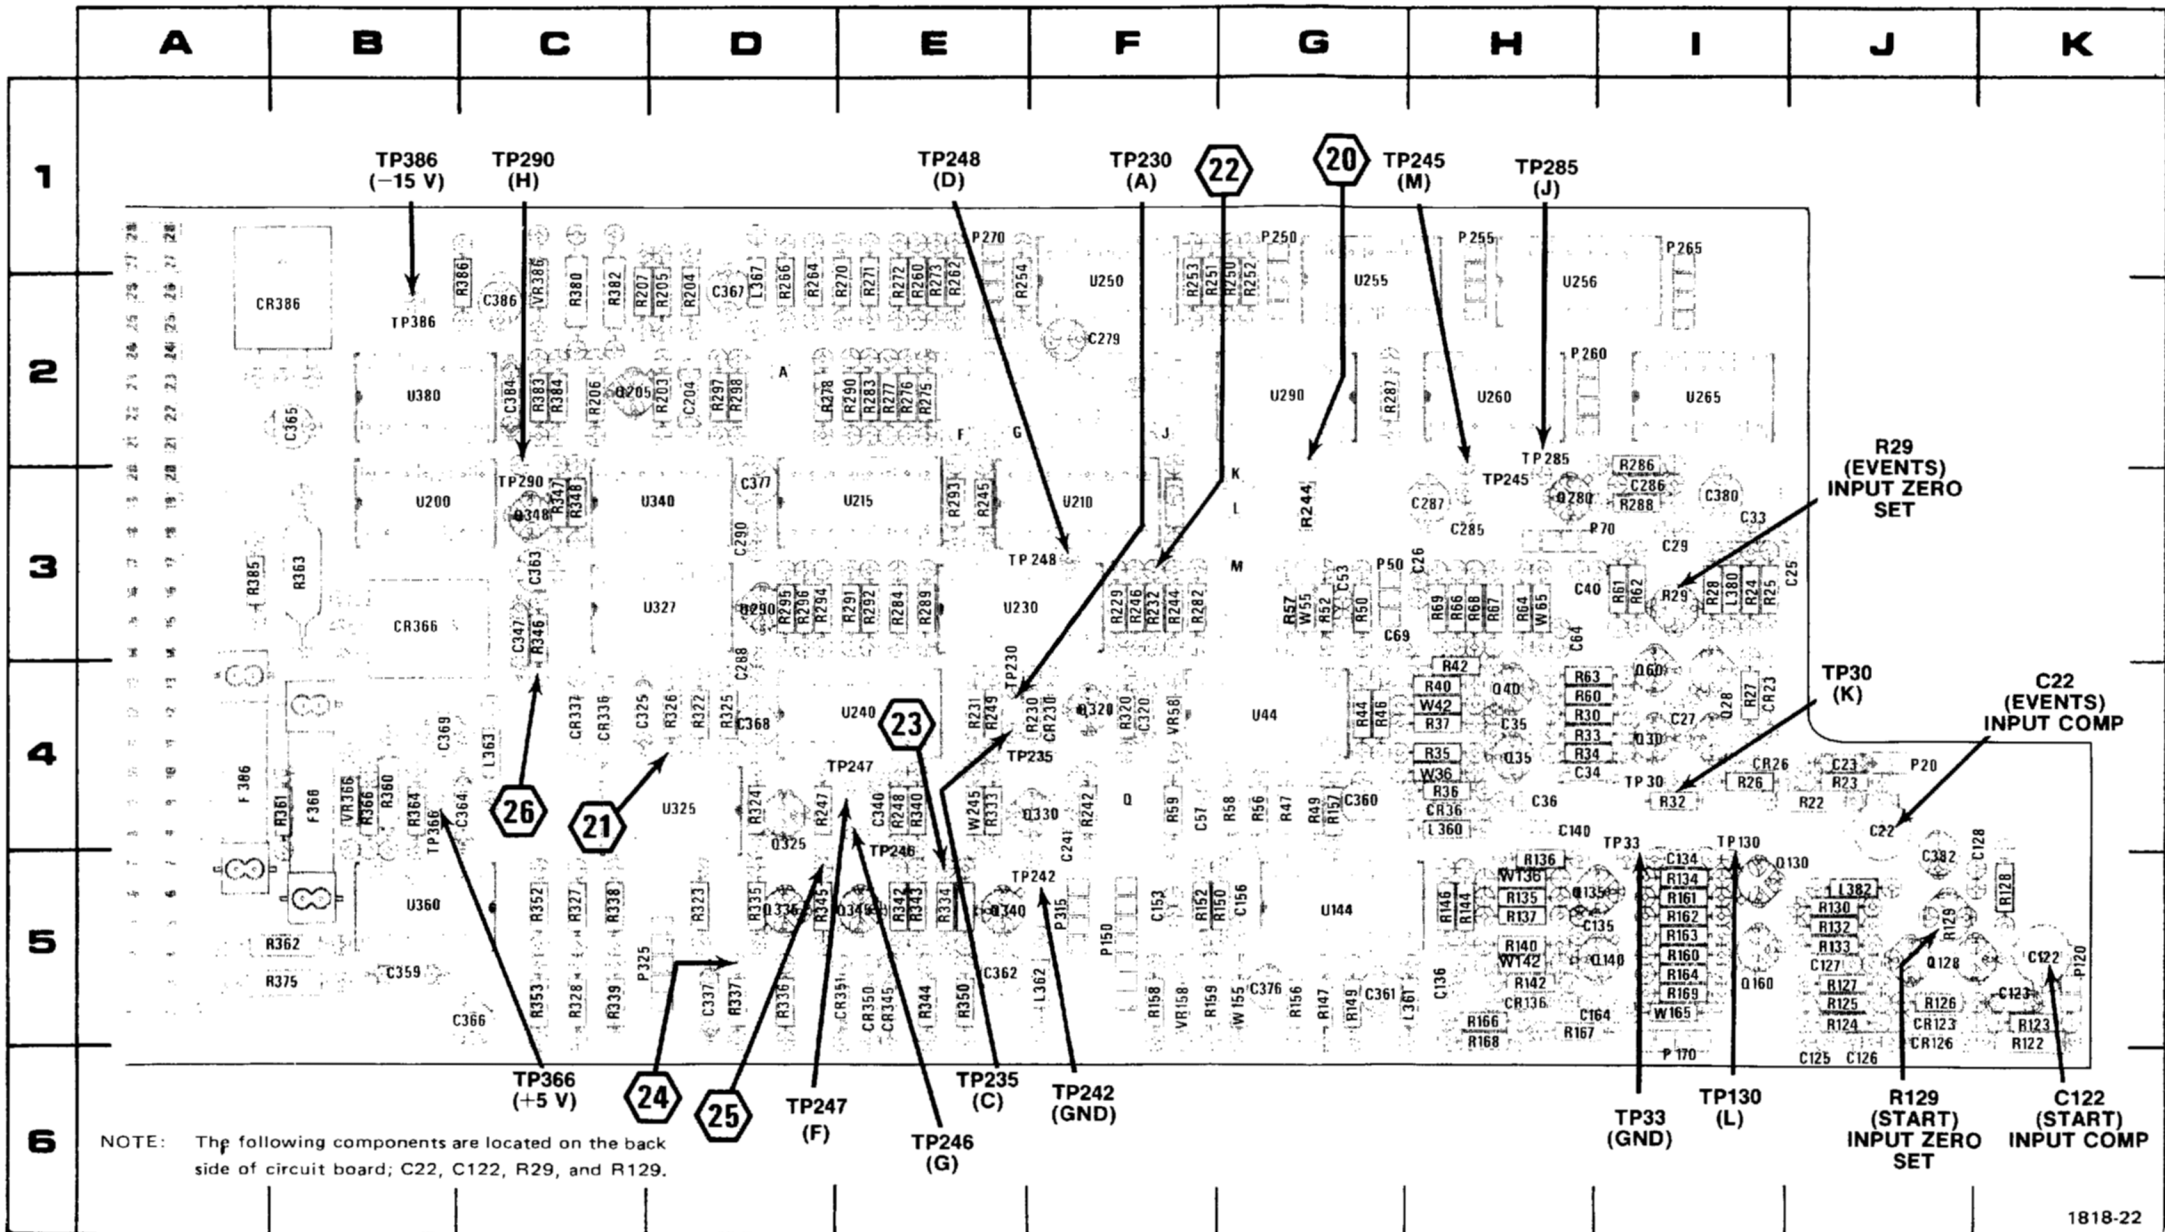 A B C D E F G H I J K
1
TP386 (−15 V)
TP290 (H)
TP248 (D)
TP230 (A)
22
20
TP245 (M)
TP285 (J)
P270 P250 P255 P265
R386 C386 VR386 R380 R382 R207 R205 R204 C367 L367 R266 R264 R270 R271 R272 R260 R273 R262 R254 U250 R253 R251 R250 R252 U255 U256
CR386
TP386
C279
2
P260
U380 C384 R383 R384 R206 Q205 R203 C204 R297 R298 A R278 R290 R283 R277 R276 R275 U290 R287 U260 U265
C365
F G J
R29 (EVENTS) INPUT ZERO SET
TP285
TP290 TP245
K
L
M
U200 Q348 R347 R348 U340 C377 U215 R293 R245 U210 R244 C287 C285 Q280 R286 C286 R288 C380 C33
P70
C290 C29
3
R385 R363 C363 TP248 P50 C26 C40 C25
CR366 C347 R346 U327 U290 R295 R296 R294 R291 R292 R284 R289 U230 R229 R246 R232 R244 R282 R57 W55 R52 C53 R50 C69 R69 R66 R68 R67 R64 W65 C64 R61 R62 R29 R28 L380 R24 R25
C288 TP230
TP30 (K)
C22 (EVENTS) INPUT COMP
R42 R63 Q60
R40 Q40 R60
W42 R30
R37 C35 R33 Q30 C27 Q28 R27 CR23
R35 Q35 R34
W36 C34
4
C369 L363 CR337 CR336 C325 R326 R322 R325 C368 U240 R231 R249 R230 CR230 Q320 R320 C320 VR58 U44 R44 R46
23
TP235
TP247
TP30 CR26 R26 C23 R23 P20
F386 R361 F366 VR366 R366 R360 R364 TP366 C364
26
21
U325 R324 Q325 R247 C340 R248 R340 W245 R333 Q330 C241 R242 Q R59 C57 R58 R56 R47 R49 R157 C360 R36 CR36 L360 C36 C140 R32 R22 C22
TP246
TP33 TP130
TP242
5
U360 R352 R327 R338 R323 R335 Q335 R345 Q345 R342 R343 R334 Q340 P315 P150 C153 R152 R150 C156 U144 R146 R144
R136 W136 R135 R137 Q135 C135 R140 W142 Q140 R142 CR136 C136
C134 R134 R161 R162 R163 R160 R164 R169 W165 Q130 Q160
C382 C128 L382 R128 R130 R132 R133 R129 C127 Q128 R127 R125 R124 R126 CR123 CR126 C122 P120 C123 R123 R122
R362 R375 C359 C366 R353 R328 R339 P325 C337 R337 R336 CR351 CR350 CR345 R344 R350 C362 L362 R158 VR158 R159 W155 C376 R156 R147 R149 C361 L361 R166 R168 R167 C164
P170 C125 C126
TP366 (+5 V)
24
25
TP247 (F)
TP246 (G)
TP235 (C)
TP242 (GND)
TP33 (GND)
TP130 (L)
R129 (START) INPUT ZERO SET
C122 (START) INPUT COMP
6
NOTE: The following components are located on the back
side of circuit board; C22, C122, R29, and R129.
1818-22